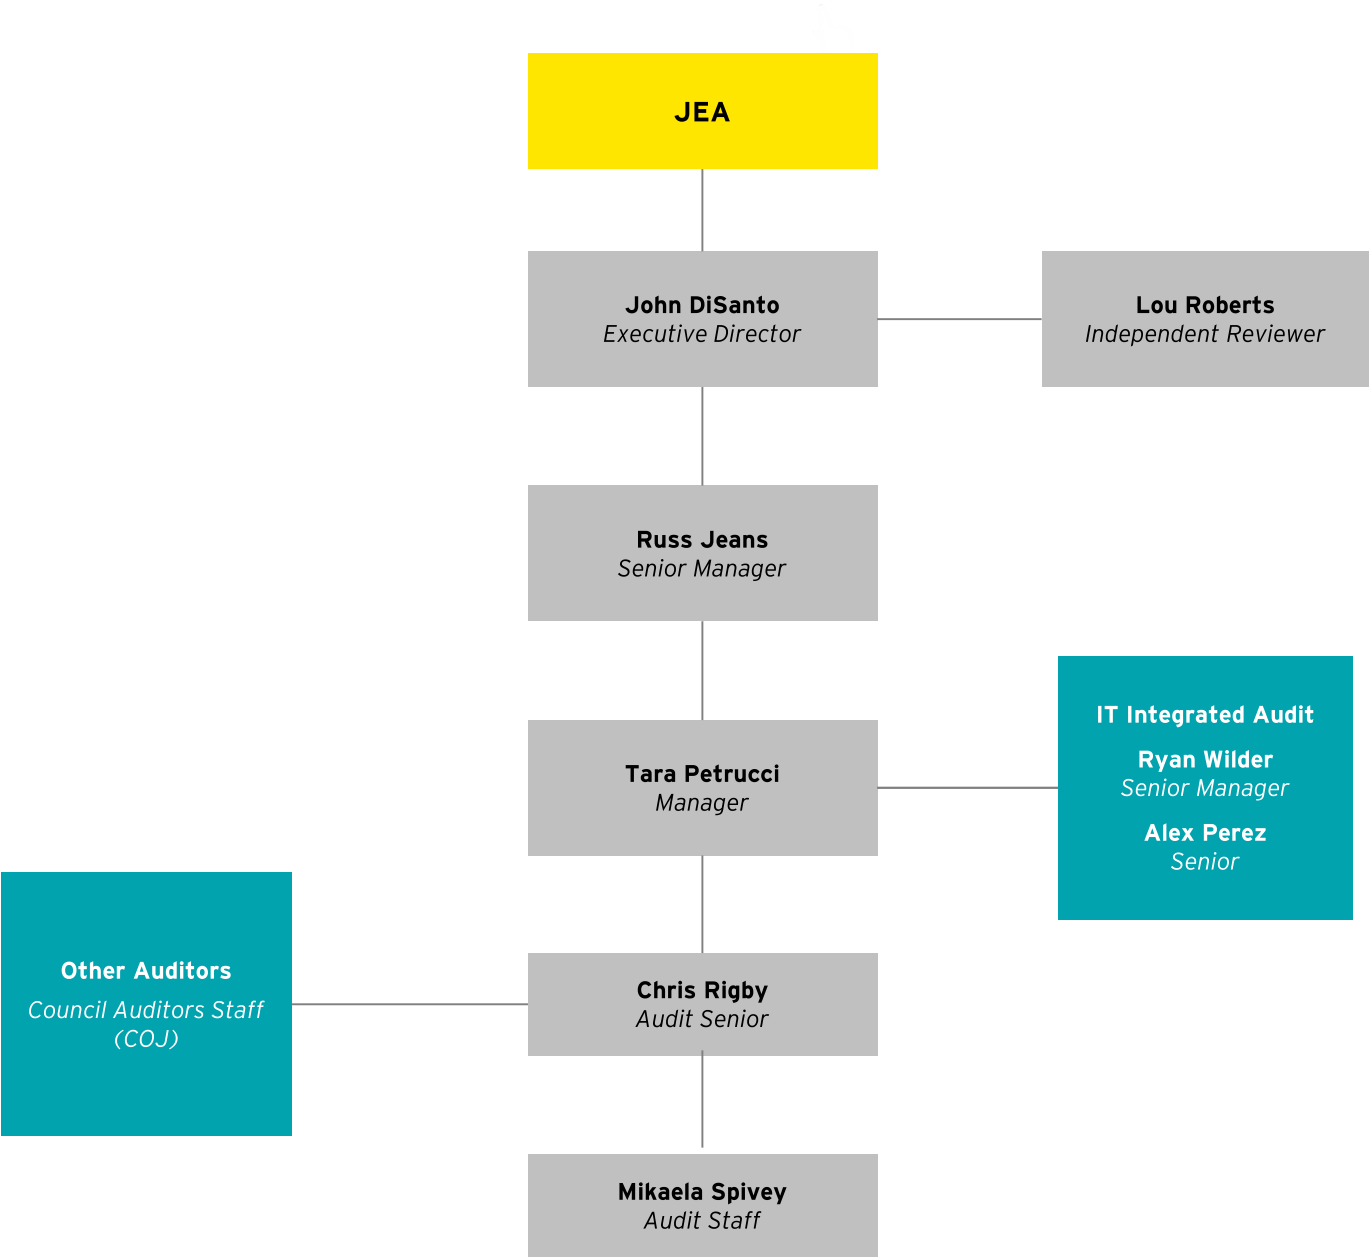 JEA
John DiSanto
Executive Director
Lou Roberts
Independent Reviewer
Russ Jeans
Senior Manager
Tara Petrucci
Manager
IT Integrated Audit
Ryan Wilder
Senior Manager
Alex Perez
Senior
Other Auditors
Council Auditors Staff
(COJ)
Chris Rigby
Audit Senior
Mikaela Spivey
Audit Staff